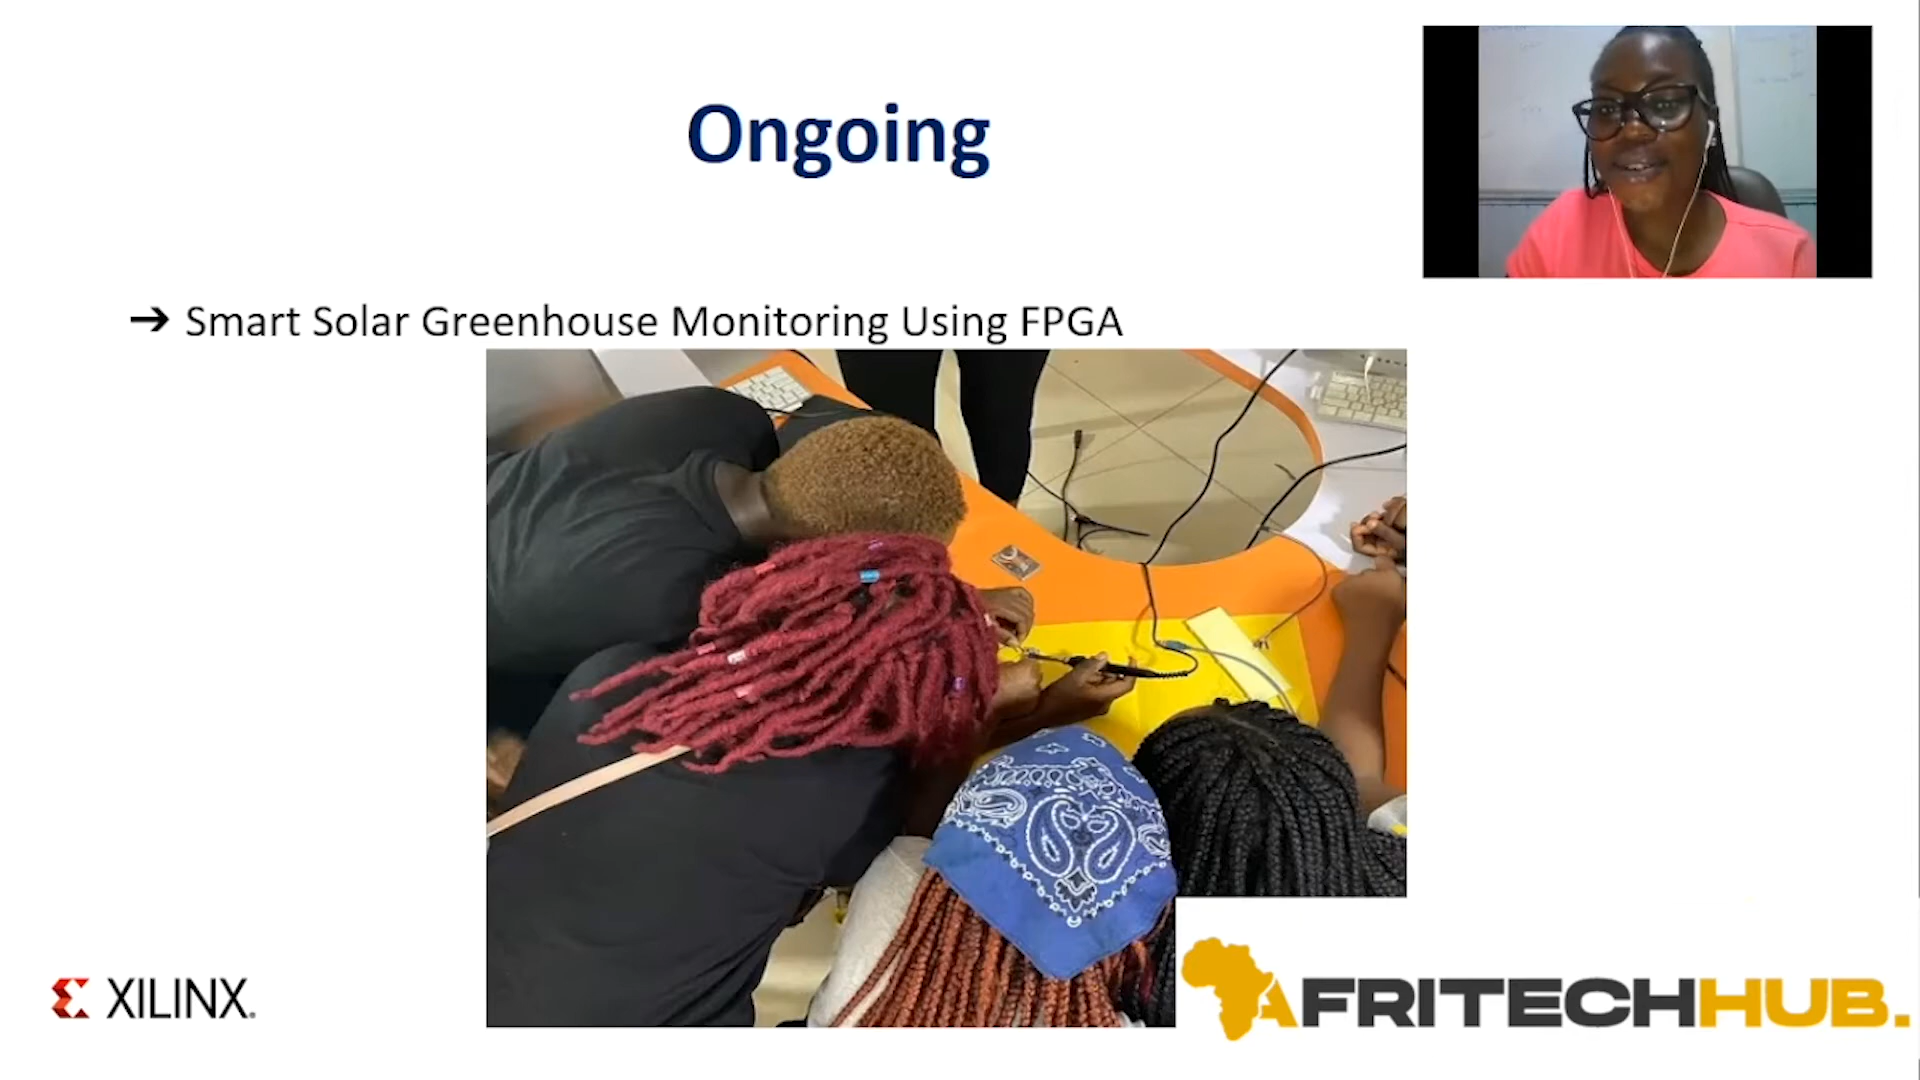 Ongoing
➔ Smart Solar Greenhouse Monitoring Using FPGA
XILINX.
AFRITECHHUB.